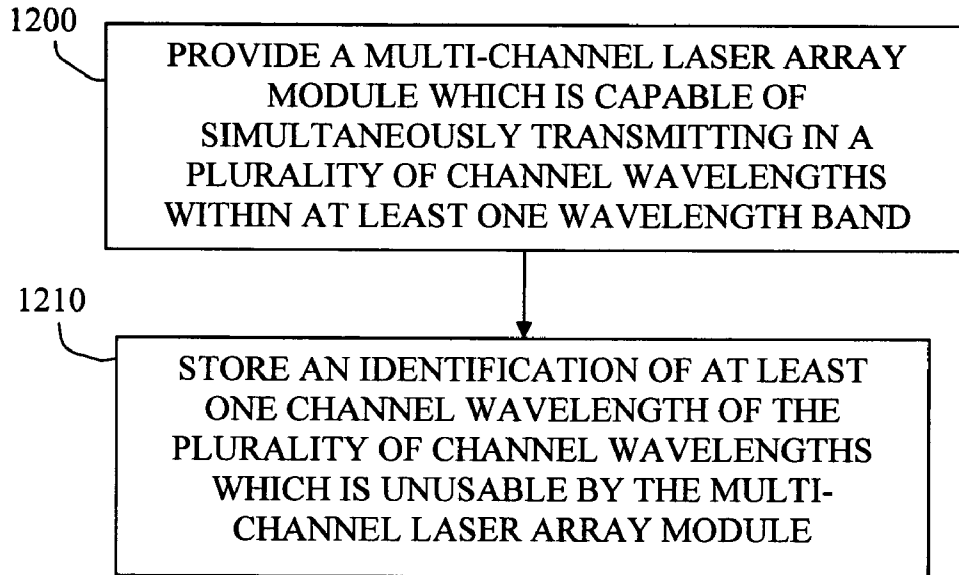 1200
PROVIDE A MULTI-CHANNEL LASER ARRAY
MODULE WHICH IS CAPABLE OF
SIMULTANEOUSLY TRANSMITTING IN A
PLURALITY OF CHANNEL WAVELENGTHS
WITHIN AT LEAST ONE WAVELENGTH BAND
1210
STORE AN IDENTIFICATION OF AT LEAST
ONE CHANNEL WAVELENGTH OF THE
PLURALITY OF CHANNEL WAVELENGTHS
WHICH IS UNUSABLE BY THE MULTI-
CHANNEL LASER ARRAY MODULE